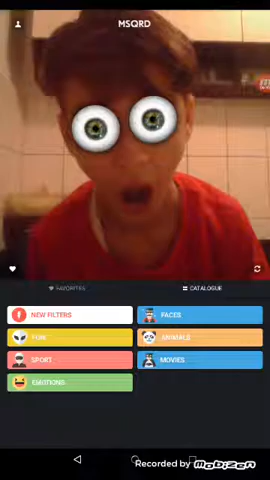 MSQRD
FAVORITES
CATALOGUE
NEW FILTERS
FACES
FUN!
ANIMALS
SPORT
MOVIES
EMOTIONS
Recorded by mobizen